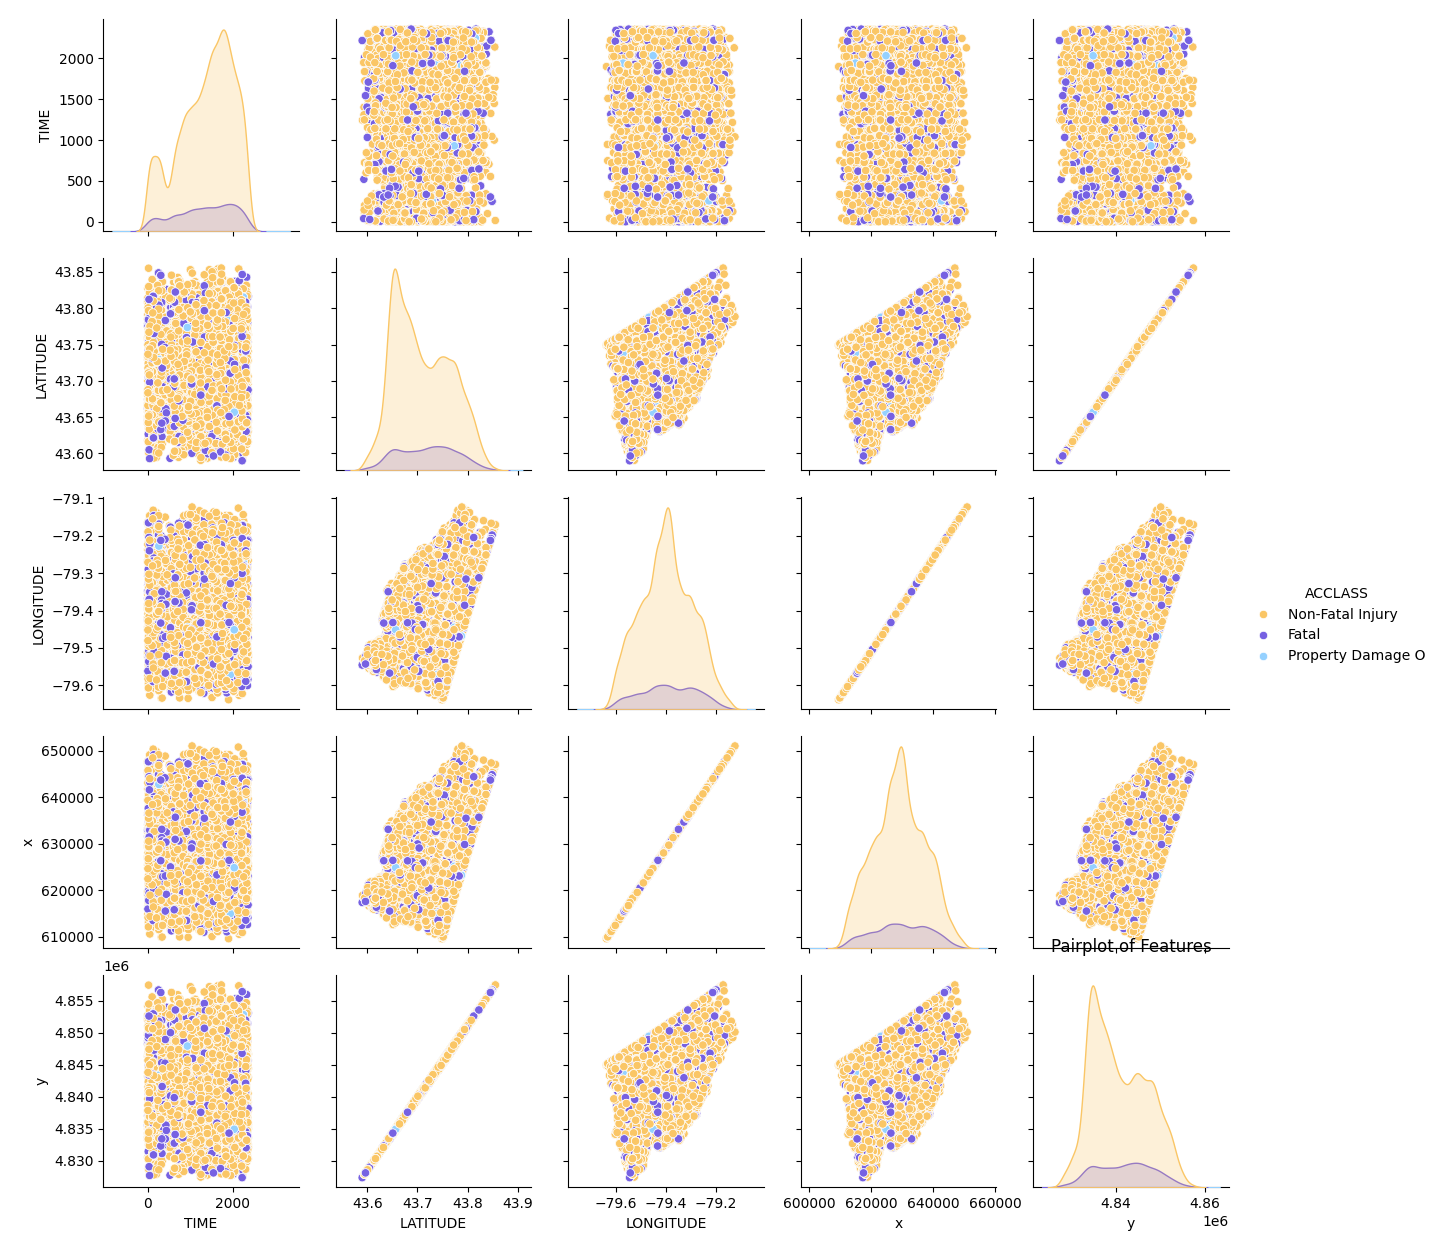 2000
1500
1000
500
0
TIME
43.85
43.80
43.75
43.70
43.65
43.60
LATITUDE
−79.1
−79.2
−79.3
−79.4
−79.5
−79.6
LONGITUDE
ACCLASS
Non-Fatal Injury
Fatal
Property Damage O
650000
640000
630000
620000
610000
x
Pairplot of Features
1e6
4.855
4.850
4.845
4.840
4.835
4.830
y
0 2000
43.6 43.7 43.8 43.9
−79.6 −79.4 −79.2
600000 620000 640000 660000
4.84 4.86
1e6
TIME
LATITUDE
LONGITUDE
x
y